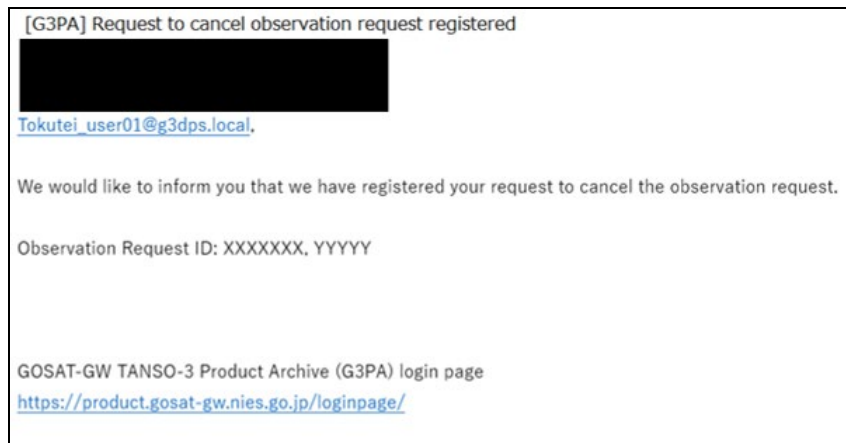 [G3PA] Request to cancel observation request registered
Tokutei_user01@g3dps.local,
We would like to inform you that we have registered your request to cancel the observation request.
Observation Request ID: XXXXXXX, YYYYY
GOSAT-GW TANSO-3 Product Archive (G3PA) login page
https://product.gosat-gw.nies.go.jp/loginpage/